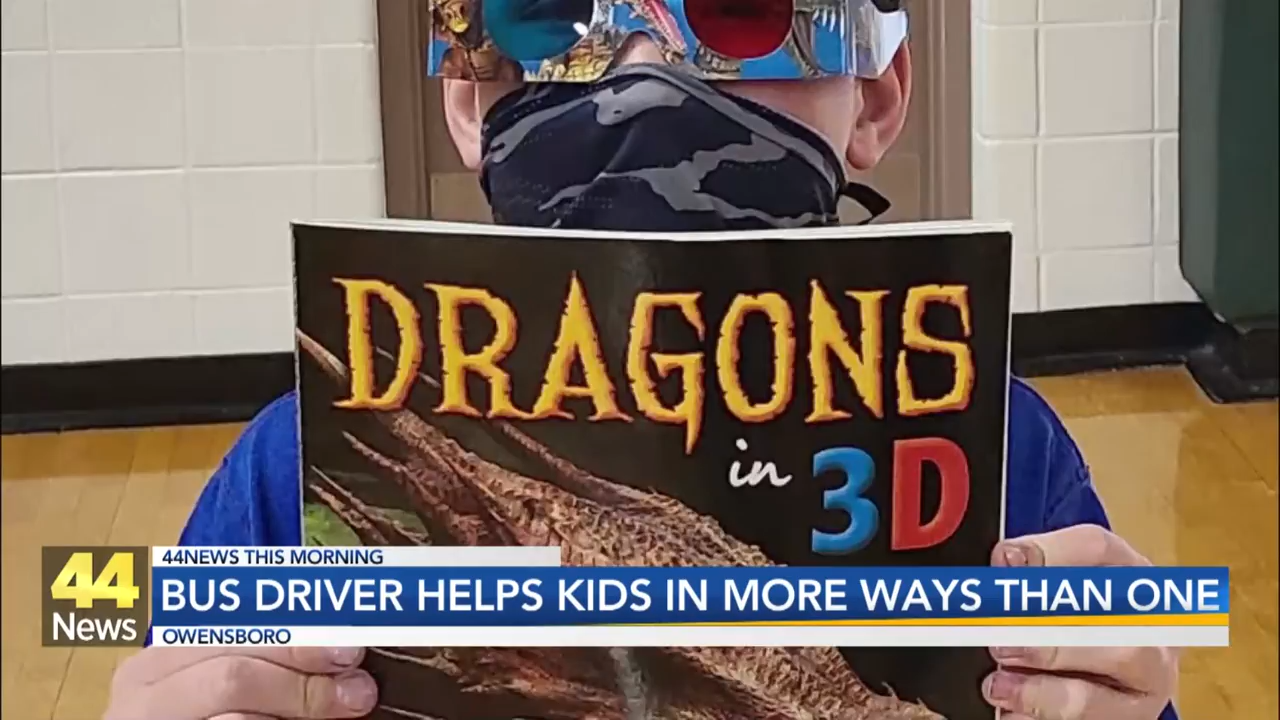 DRAGONS
in 3D
44NEWS THIS MORNING
44
News
BUS DRIVER HELPS KIDS IN MORE WAYS THAN ONE
OWENSBORO